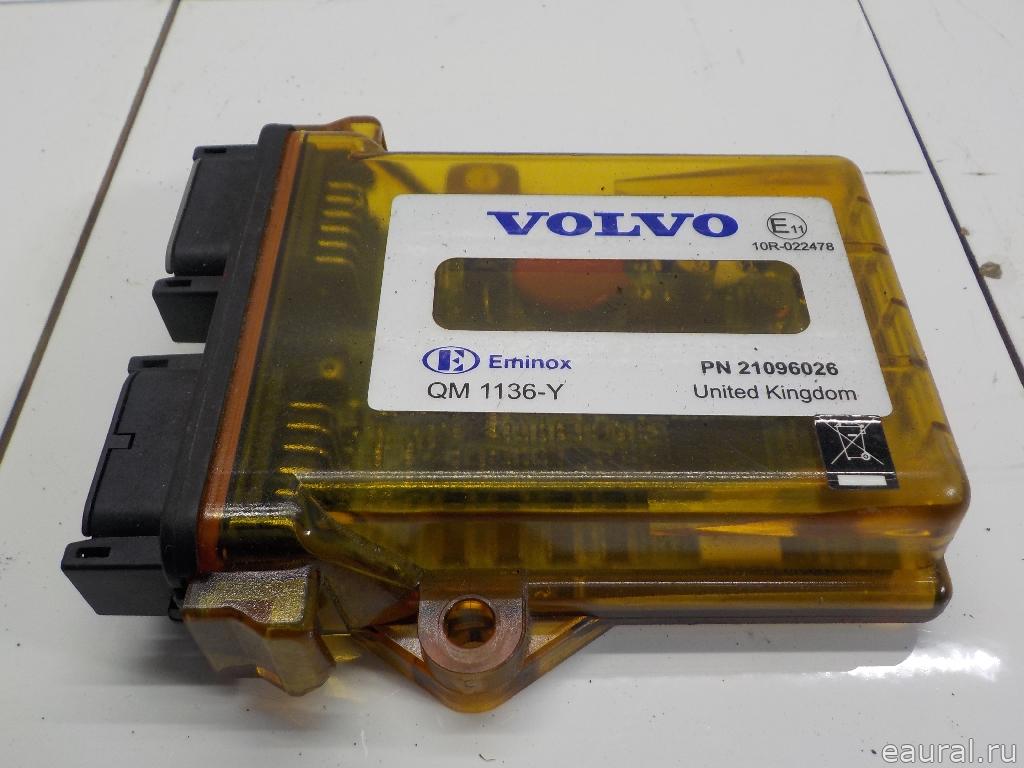 VOLVO
E11
10R-022478
E Eminox
PN 21096026
QM 1136-Y
United Kingdom
eaural.ru